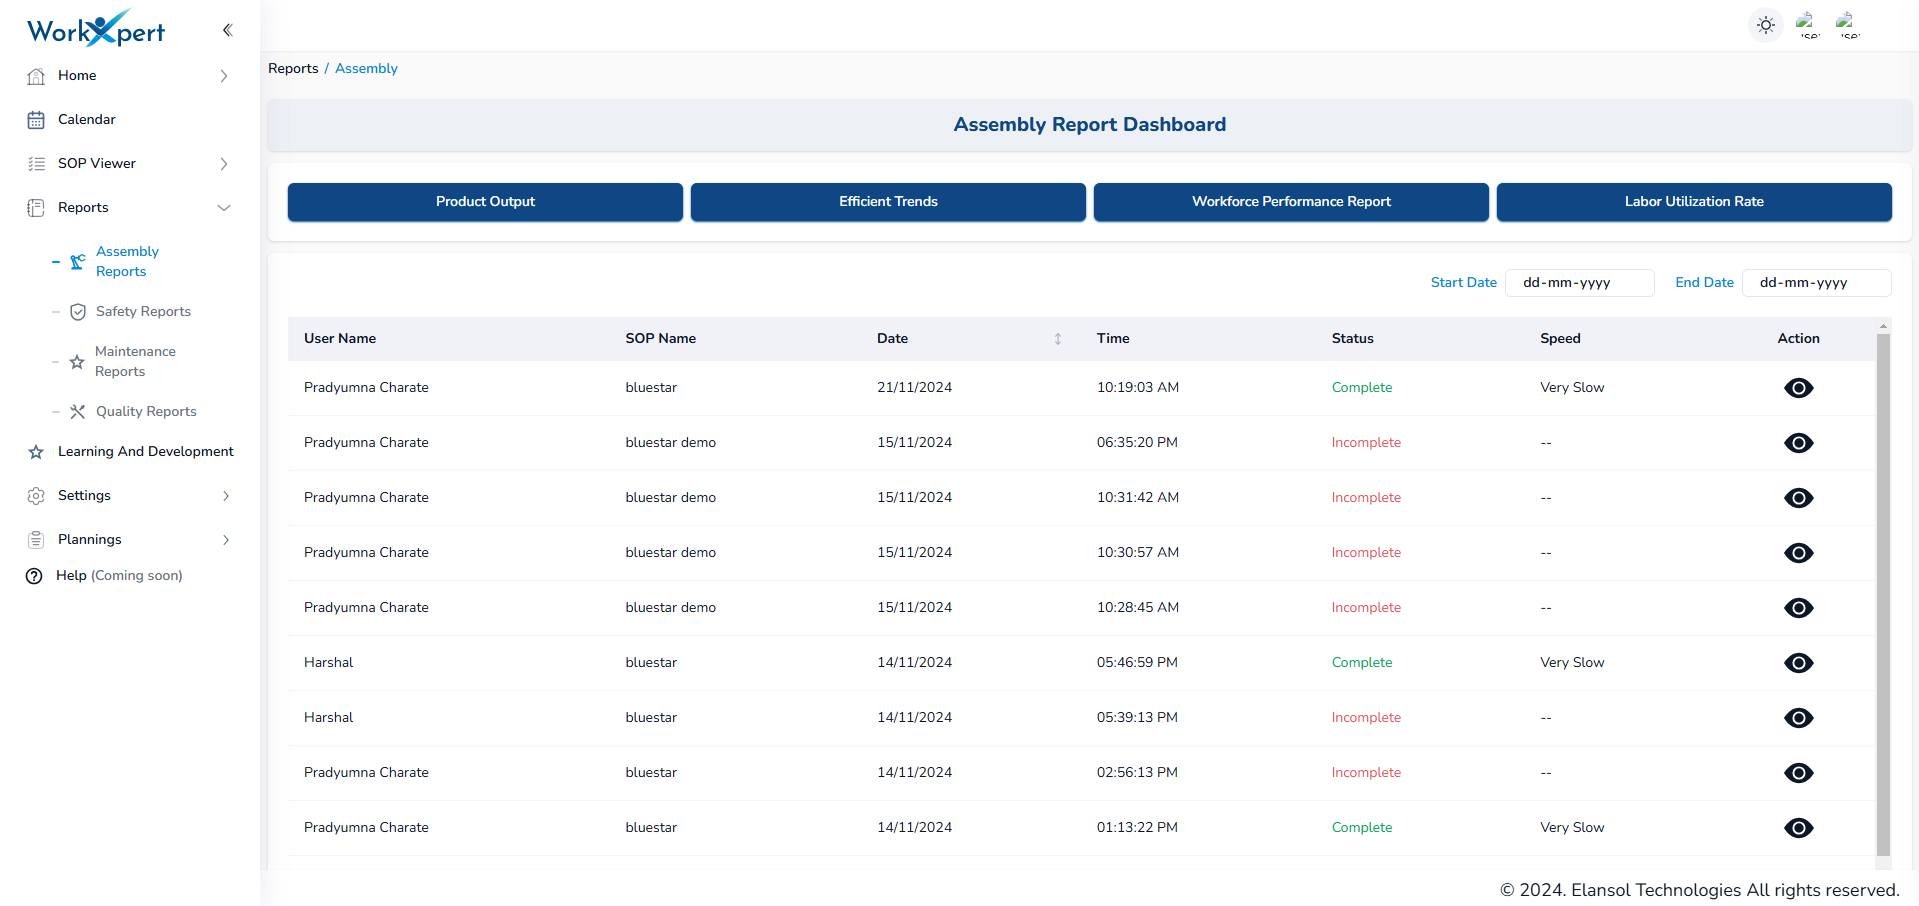 WorkXpert
Home
Calendar
SOP Viewer
Reports
Assembly
Reports
Safety Reports
Maintenance
Reports
Quality Reports
Learning And Development
Settings
Plannings
Help (Coming soon)
Reports / Assembly
Assembly Report Dashboard
Product Output Efficient Trends Workforce Performance Report Labor Utilization Rate
Start Date dd-mm-yyyy End Date dd-mm-yyyy
User Name SOP Name Date Time Status Speed Action
Pradyumna Charate bluestar 21/11/2024 10:19:03 AM Complete Very Slow
Pradyumna Charate bluestar demo 15/11/2024 06:35:20 PM Incomplete --
Pradyumna Charate bluestar demo 15/11/2024 10:31:42 AM Incomplete --
Pradyumna Charate bluestar demo 15/11/2024 10:30:57 AM Incomplete --
Pradyumna Charate bluestar demo 15/11/2024 10:28:45 AM Incomplete --
Harshal bluestar 14/11/2024 05:46:59 PM Complete Very Slow
Harshal bluestar 14/11/2024 05:39:13 PM Incomplete --
Pradyumna Charate bluestar 14/11/2024 02:56:13 PM Incomplete --
Pradyumna Charate bluestar 14/11/2024 01:13:22 PM Complete Very Slow
© 2024. Elansol Technologies All rights reserved.